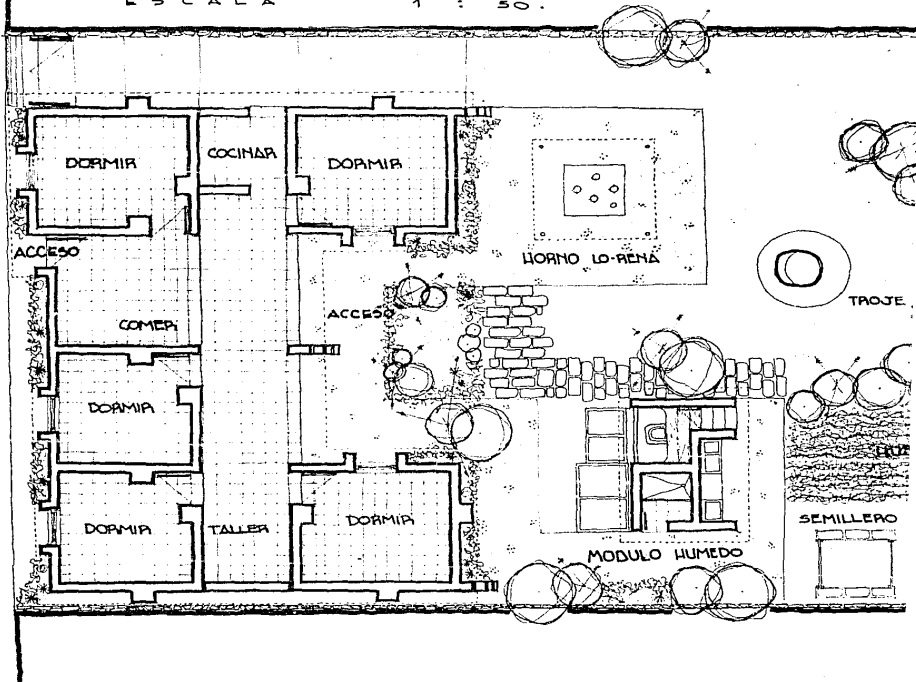 ESCALA 1 : 50.
DORMIR
COCINAR
DORMIR
ACCESO
HORNO LO-RENA
COMER
ACCESO
TROJE
DORMIR
DORMIR
TALLER
DORMIR
SEMILLERO
MODULO HUMEDO